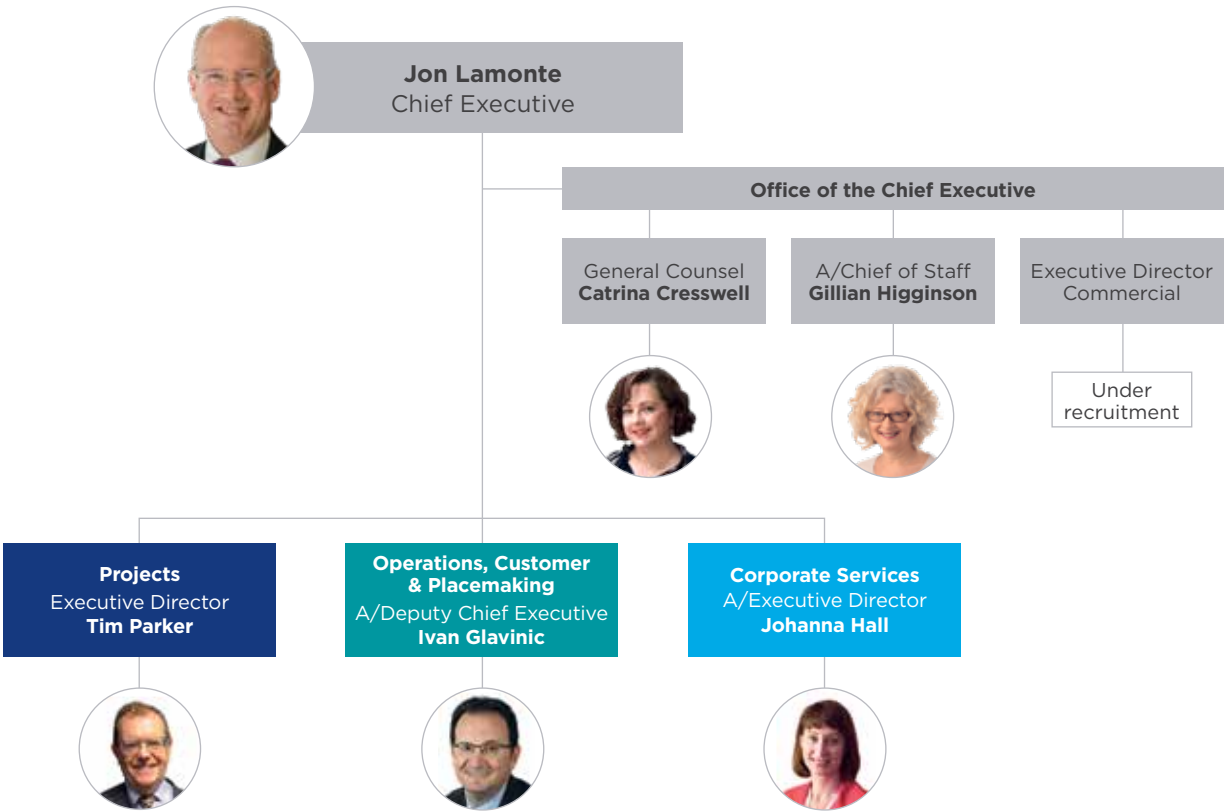 Jon Lamonte
Chief Executive
Office of the Chief Executive
General Counsel
Catrina Cresswell
A/Chief of Staff
Gillian Higginson
Executive Director
Commercial
Under
recruitment
Projects
Executive Director
Tim Parker
Operations, Customer
& Placemaking
A/Deputy Chief Executive
Ivan Glavinic
Corporate Services
A/Executive Director
Johanna Hall